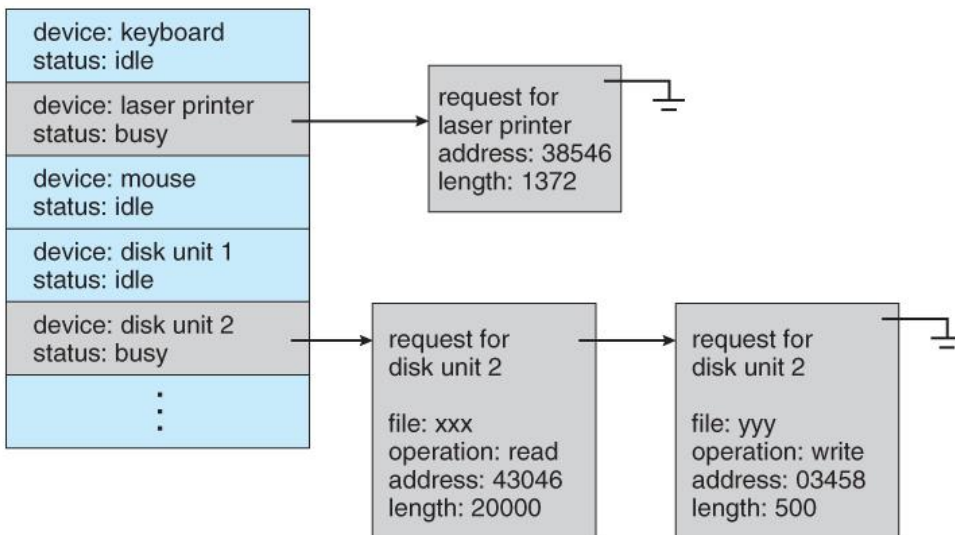 device: keyboard
status: idle
device: laser printer
status: busy
device: mouse
status: idle
device: disk unit 1
status: idle
device: disk unit 2
status: busy
request for
laser printer
address: 38546
length: 1372
request for
disk unit 2
file: xxx
operation: read
address: 43046
length: 20000
request for
disk unit 2
file: yyy
operation: write
address: 03458
length: 500